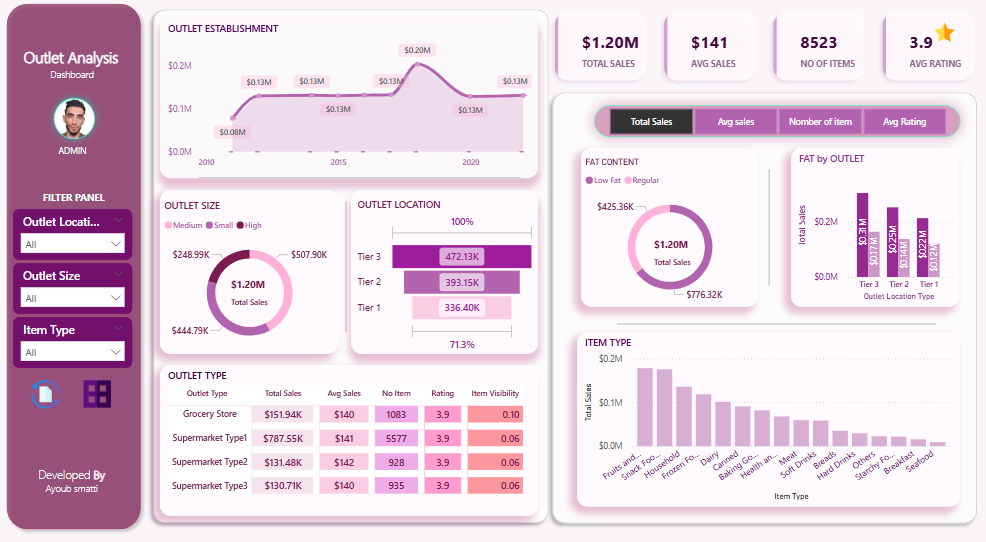 Outlet Analysis
Dashboard
ADMIN
FILTER PANEL
Outlet Locati...
All
Outlet Size
All
Item Type
All
Developed By
Ayoub smatti
OUTLET ESTABLISHMENT
$0.2M
$0.1M
$0.0M
$0.08M
$0.13M
$0.13M
$0.13M
$0.13M
$0.20M
$0.13M
$0.13M
2010
2015
2020
$1.20M
TOTAL SALES
$141
AVG SALES
8523
NO OF ITEMS
3.9
AVG RATING
Total Sales
Avg sales
Nomber of item
Avg Rating
OUTLET SIZE
Medium Small High
$248.99K
$507.90K
$1.20M
Total Sales
$444.79K
OUTLET LOCATION
100%
Tier 3 472.13K
Tier 2 393.15K
Tier 1 336.40K
71.3%
FAT CONTENT
Low Fat Regular
$425.36K
$1.20M
Total Sales
$776.32K
FAT by OUTLET
Total Sales
$0.2M
$0.0M
$0.31M
$0.17M
$0.25M
$0.14M
$0.22M
$0.12M
Tier 3 Tier 2 Tier 1
Outlet Location Type
OUTLET TYPE
Outlet Type Total Sales Avg Sales No Item Rating Item Visibility
Grocery Store $151.94K $140 1083 3.9 0.10
Supermarket Type1 $787.55K $141 5577 3.9 0.06
Supermarket Type2 $131.48K $142 928 3.9 0.06
Supermarket Type3 $130.71K $140 935 3.9 0.06
ITEM TYPE
Total Sales
$0.2M
$0.1M
$0.0M
Fruits and...
Snack Foo...
Household
Frozen Fo...
Dairy
Canned
Baking Go...
Health an...
Meat
Soft Drinks
Breads
Hard Drinks
Others
Starchy Fo...
Breakfast
Seafood
Item Type